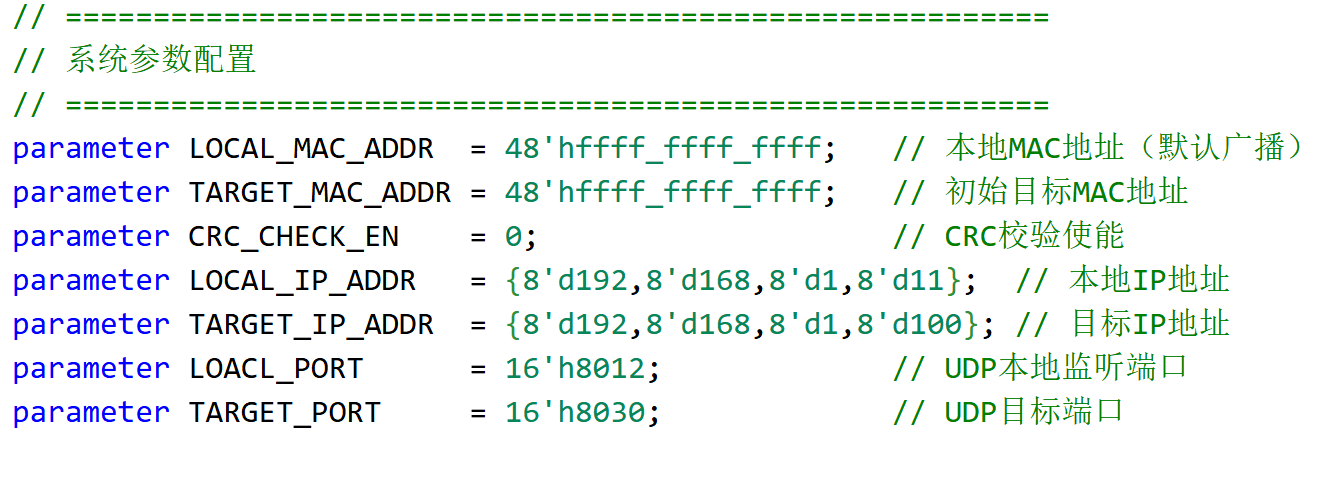 // ========================================================
// 系统参数配置
// ========================================================
parameter LOCAL_MAC_ADDR  = 48'hffff_ffff_ffff;   // 本地MAC地址（默认广播）
parameter TARGET_MAC_ADDR = 48'hffff_ffff_ffff;   // 初始目标MAC地址
parameter CRC_CHECK_EN    = 0;                    // CRC校验使能
parameter LOCAL_IP_ADDR   = {8'd192,8'd168,8'd1,8'd11};  // 本地IP地址
parameter TARGET_IP_ADDR  = {8'd192,8'd168,8'd1,8'd100}; // 目标IP地址
parameter LOACL_PORT      = 16'h8012;             // UDP本地监听端口
parameter TARGET_PORT     = 16'h8030;             // UDP目标端口